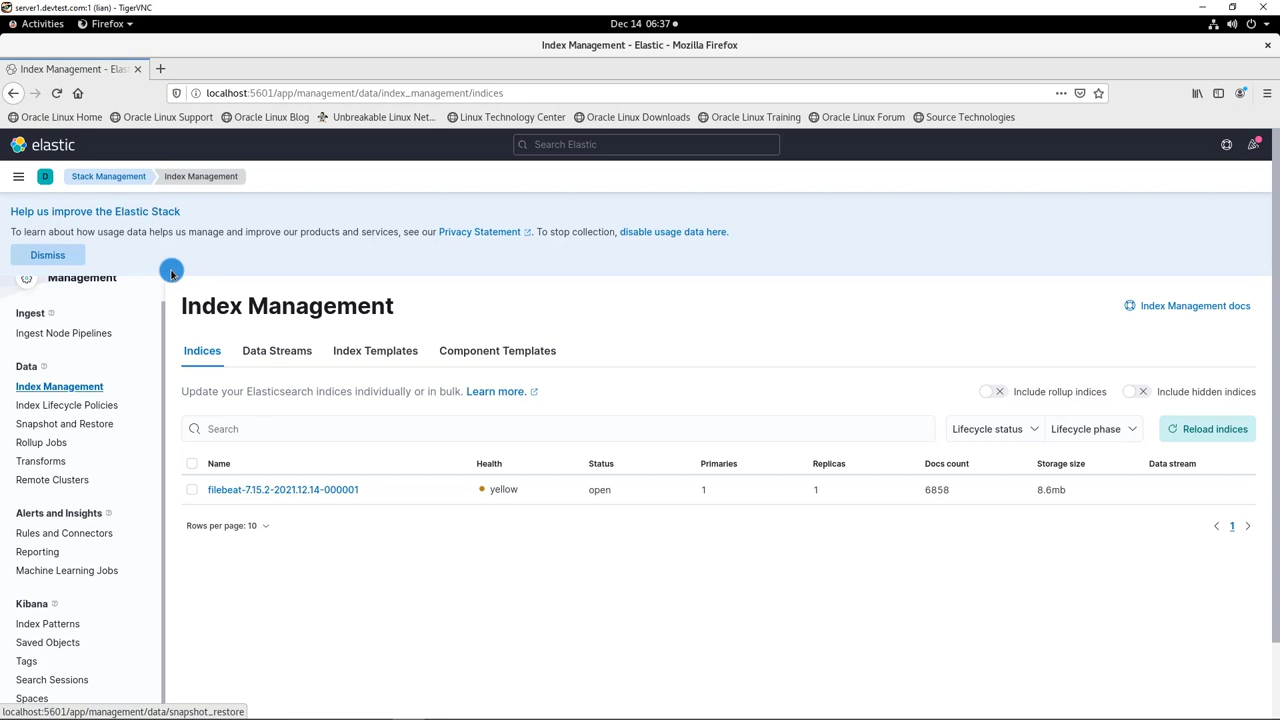 server1.devtest.com:1 (lian) - TigerVNC
Activities Firefox Dec 14 06:37
Index Management - Elastic - Mozilla Firefox
Index Management - Elas
localhost:5601/app/management/data/index_management/indices
Oracle Linux Home Oracle Linux Support Oracle Linux Blog Unbreakable Linux Net... Linux Technology Center Oracle Linux Downloads Oracle Linux Training Oracle Linux Forum Source Technologies
elastic Search Elastic
D Stack Management Index Management
Help us improve the Elastic Stack
To learn about how usage data helps us manage and improve our products and services, see our Privacy Statement. To stop collection, disable usage data here.
Dismiss
Management
Ingest
Ingest Node Pipelines
Data
Index Management
Index Lifecycle Policies
Snapshot and Restore
Rollup Jobs
Transforms
Remote Clusters
Alerts and Insights
Rules and Connectors
Reporting
Machine Learning Jobs
Kibana
Index Patterns
Saved Objects
Tags
Search Sessions
Spaces
localhost:5601/app/management/data/snapshot_restore
Index Management Index Management docs
Indices Data Streams Index Templates Component Templates
Update your Elasticsearch indices individually or in bulk. Learn more. Include rollup indices Include hidden indices
Search Lifecycle status Lifecycle phase Reload indices
Name Health Status Primaries Replicas Docs count Storage size Data stream
filebeat-7.15.2-2021.12.14-000001 yellow open 1 1 6858 8.6mb
Rows per page: 10 1